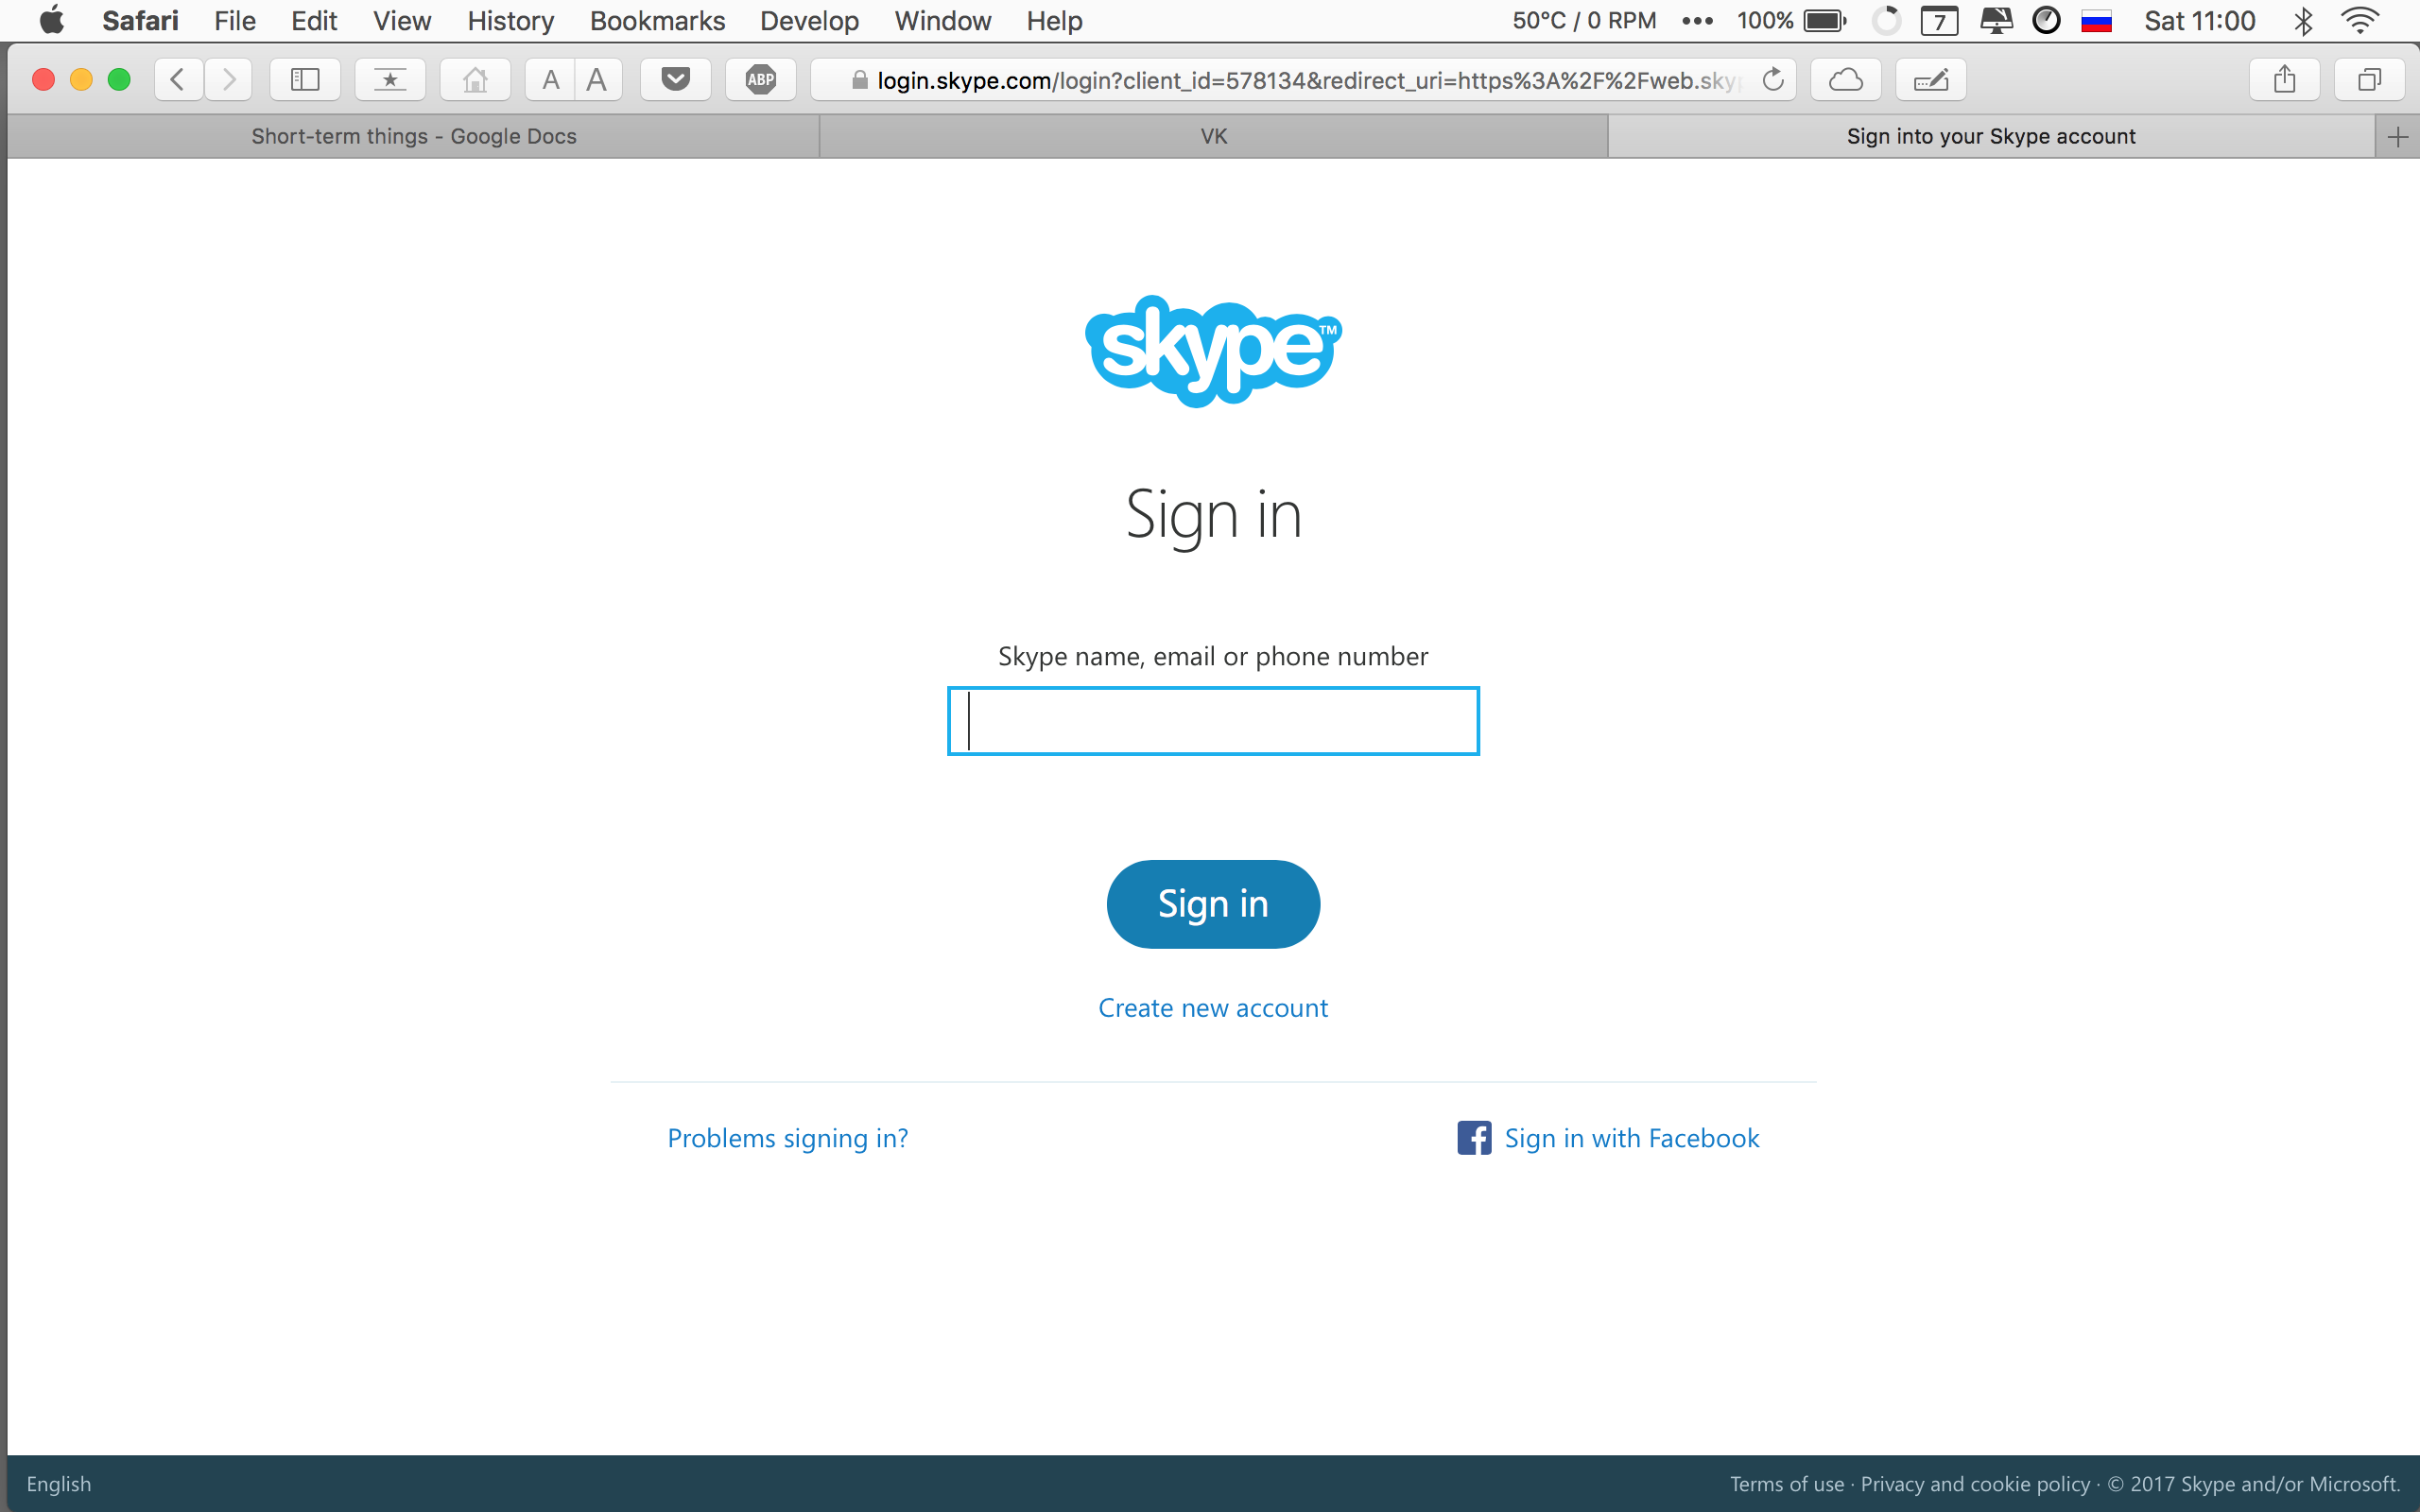 Safari File Edit View History Bookmarks Develop Window Help 50°C / 0 RPM ••• 100% 7 Sat 11:00
A A ABP login.skype.com/login?client_id=578134&redirect_uri=https%3A%2F%2Fweb.sky
Short-term things - Google Docs VK Sign into your Skype account
skype™
Sign in
Skype name, email or phone number
Sign in
Create new account
Problems signing in? Sign in with Facebook
English Terms of use · Privacy and cookie policy · © 2017 Skype and/or Microsoft.